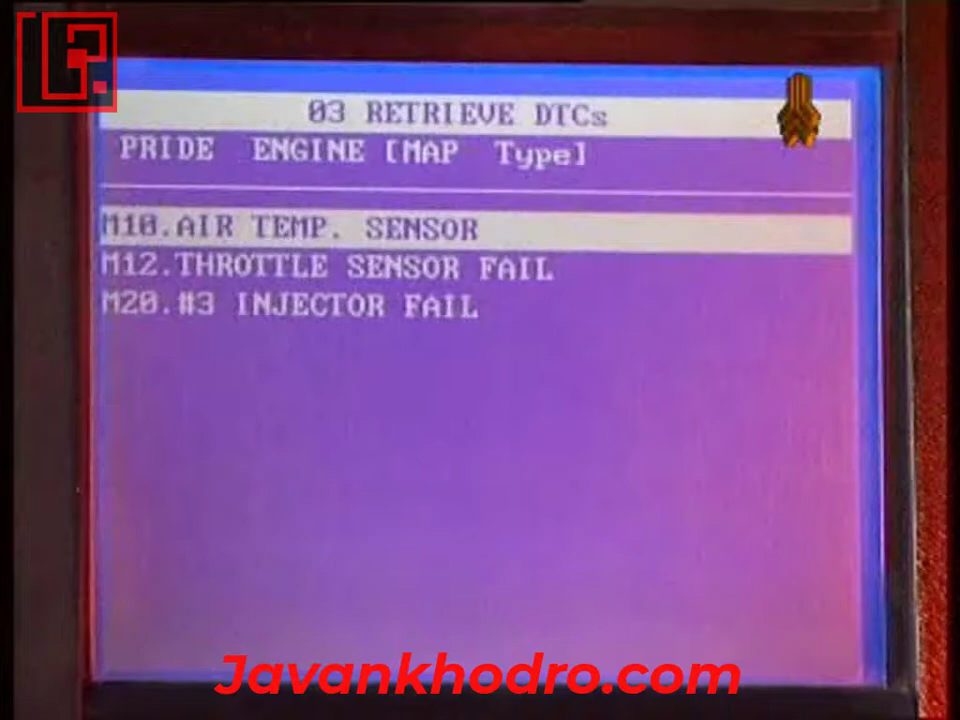 03 RETRIEVE DTCs
PRIDE ENGINE [MAP Type]
M10.AIR TEMP. SENSOR
M12.THROTTLE SENSOR FAIL
M20.#3 INJECTOR FAIL
Javankhodro.com